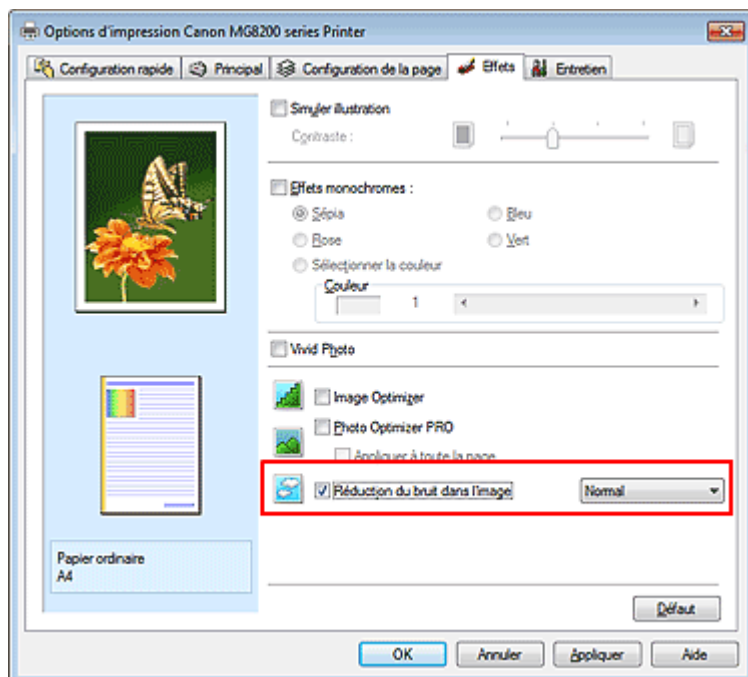 Options d'impression Canon MG8200 series Printer
Configuration rapide Principal Configuration de la page Effets Entretien
Simuler illustration
Contraste :
Effets monochromes :
Sépia Bleu
Rose Vert
Sélectionner la couleur
Couleur
1
Vivid Photo
Image Optimizer
Photo Optimizer PRO
Appliquer à toute la page
Réduction du bruit dans l'image Normal
Papier ordinaire
A4
Défaut
OK Annuler Appliquer Aide